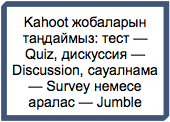 Kahoot жобаларын
таңдаймыз: тест —
Quiz, дискуссия —
Discussion, сауалнама
— Survey немесе
аралас — Jumble